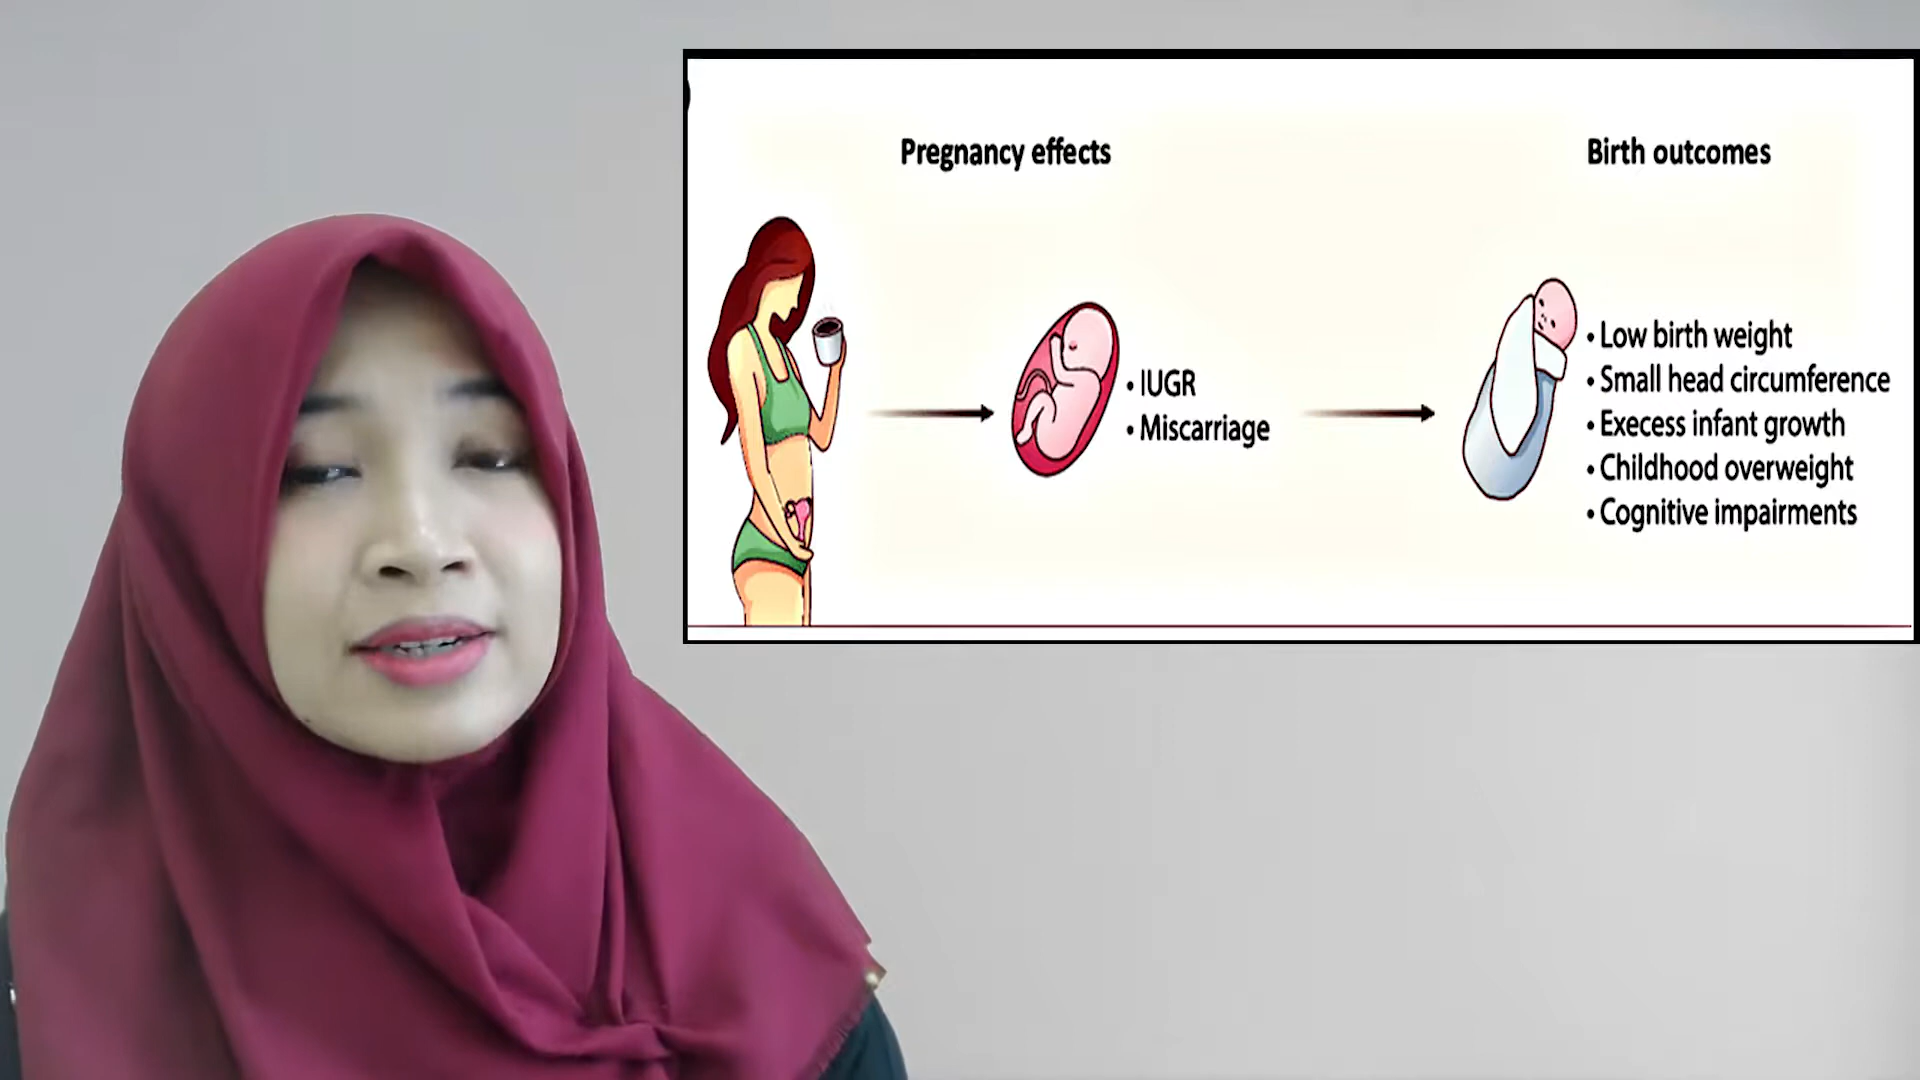 Pregnancy effects
Birth outcomes
• IUGR
• Miscarriage
• Low birth weight
• Small head circumference
• Execess infant growth
• Childhood overweight
• Cognitive impairments